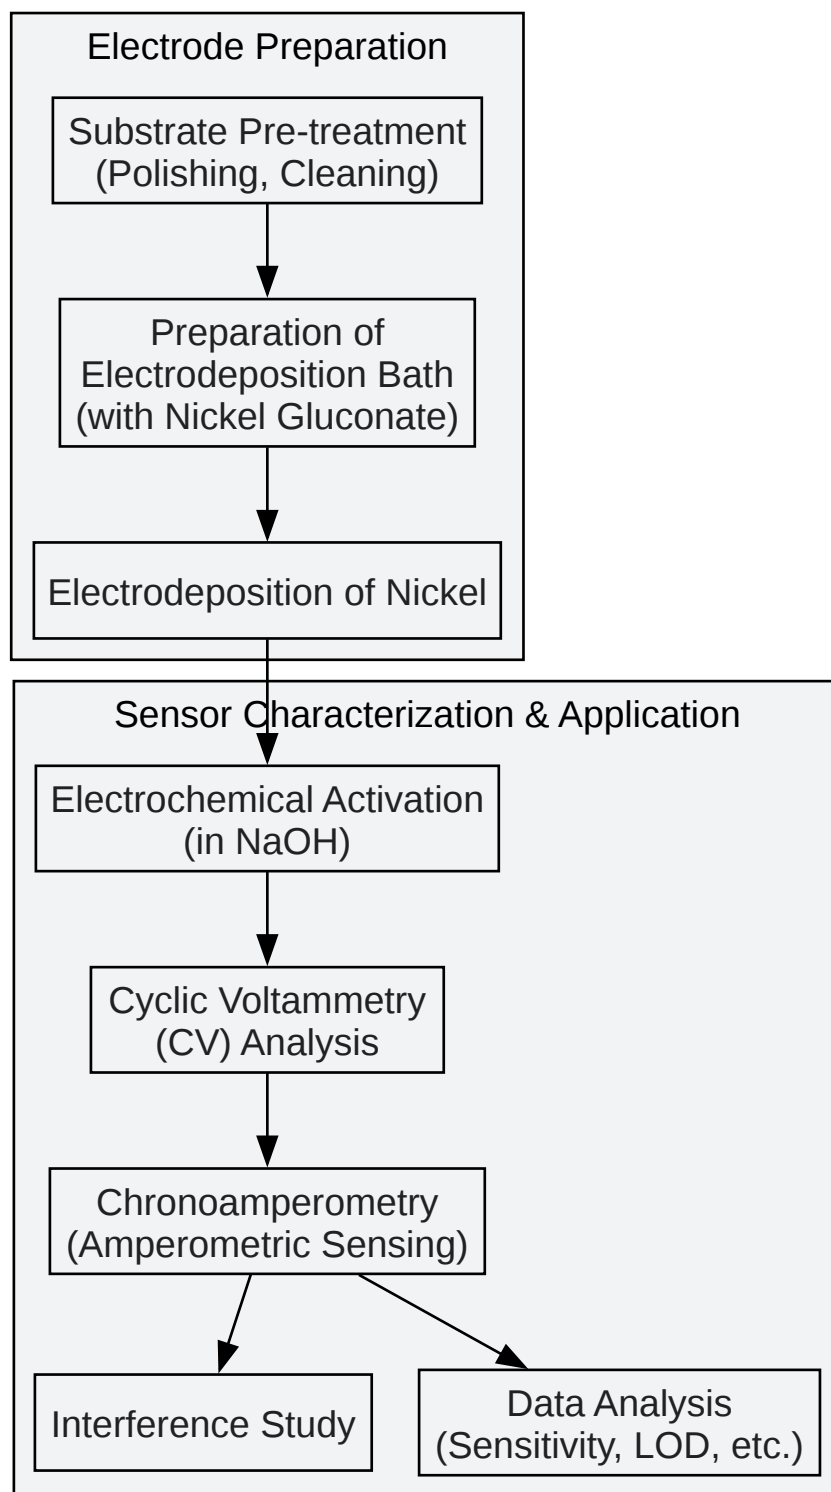 Electrode Preparation
Substrate Pre-treatment
(Polishing, Cleaning)
Preparation of
Electrodeposition Bath
(with Nickel Gluconate)
Electrodeposition of Nickel
Sensor Characterization & Application
Electrochemical Activation
(in NaOH)
Cyclic Voltammetry
(CV) Analysis
Chronoamperometry
(Amperometric Sensing)
Interference Study
Data Analysis
(Sensitivity, LOD, etc.)